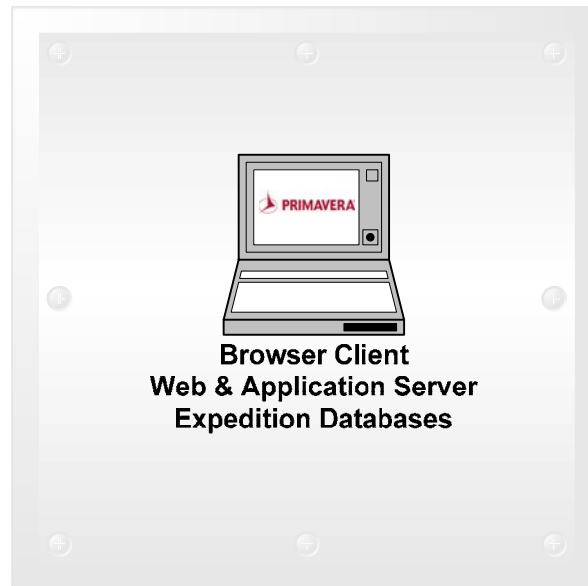 PRIMAVERA
Browser Client
Web & Application Server
Expedition Databases